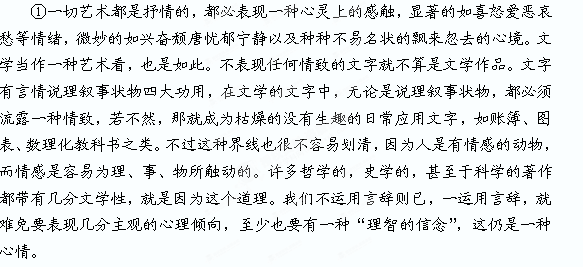 ①一切艺术都是抒情的，都必表现一种心灵上的感触，显著的如喜怒爱恶哀
愁等情绪，微妙的如兴奋颓唐忧郁宁静以及种种不易名状的飘来忽去的心境。文
学当作一种艺术看，也是如此。不表现任何情致的文字就不算是文学作品。文字
有言情说理叙事状物四大功用，在文学的文字中，无论是说理叙事状物，都必须
流露一种情致，若不然，那就成为枯燥的没有生趣的日常应用文字，如账簿、图
表、数理化教科书之类。不过这种界线也很不容易划清，因为人是有情感的动物，
而情感是容易为理、事、物所触动的。许多哲学的，史学的，甚至于科学的著作
都带有几分文学性，就是因为这个道理。我们不运用言辞则已，一运用言辞，就
难免要表现几分主观的心理倾向，至少也要有一种“理智的信念”，这仍是一种
心情。